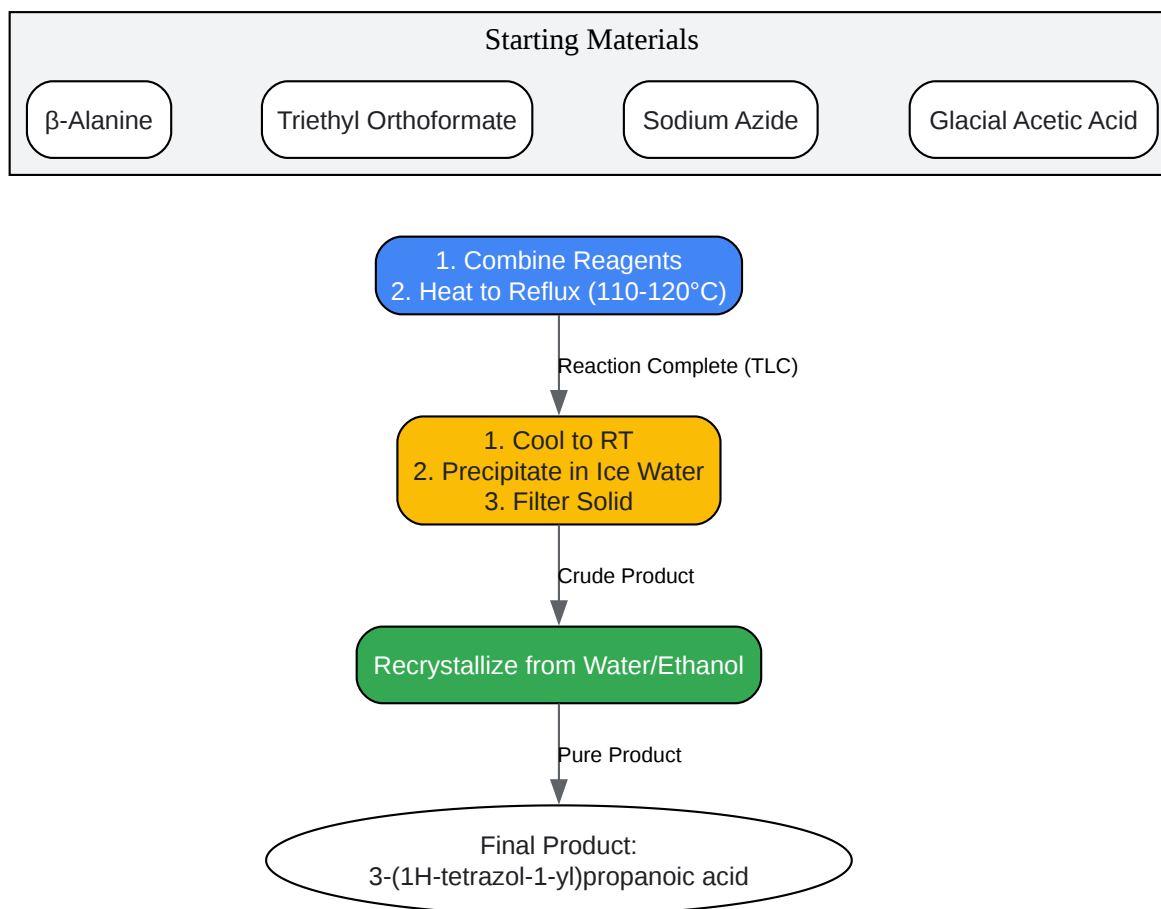 Starting Materials
β-Alanine
Triethyl Orthoformate
Sodium Azide
Glacial Acetic Acid
1. Combine Reagents
2. Heat to Reflux (110-120°C)
Reaction Complete (TLC)
1. Cool to RT
2. Precipitate in Ice Water
3. Filter Solid
Crude Product
Recrystallize from Water/Ethanol
Pure Product
Final Product:
3-(1H-tetrazol-1-yl)propanoic acid